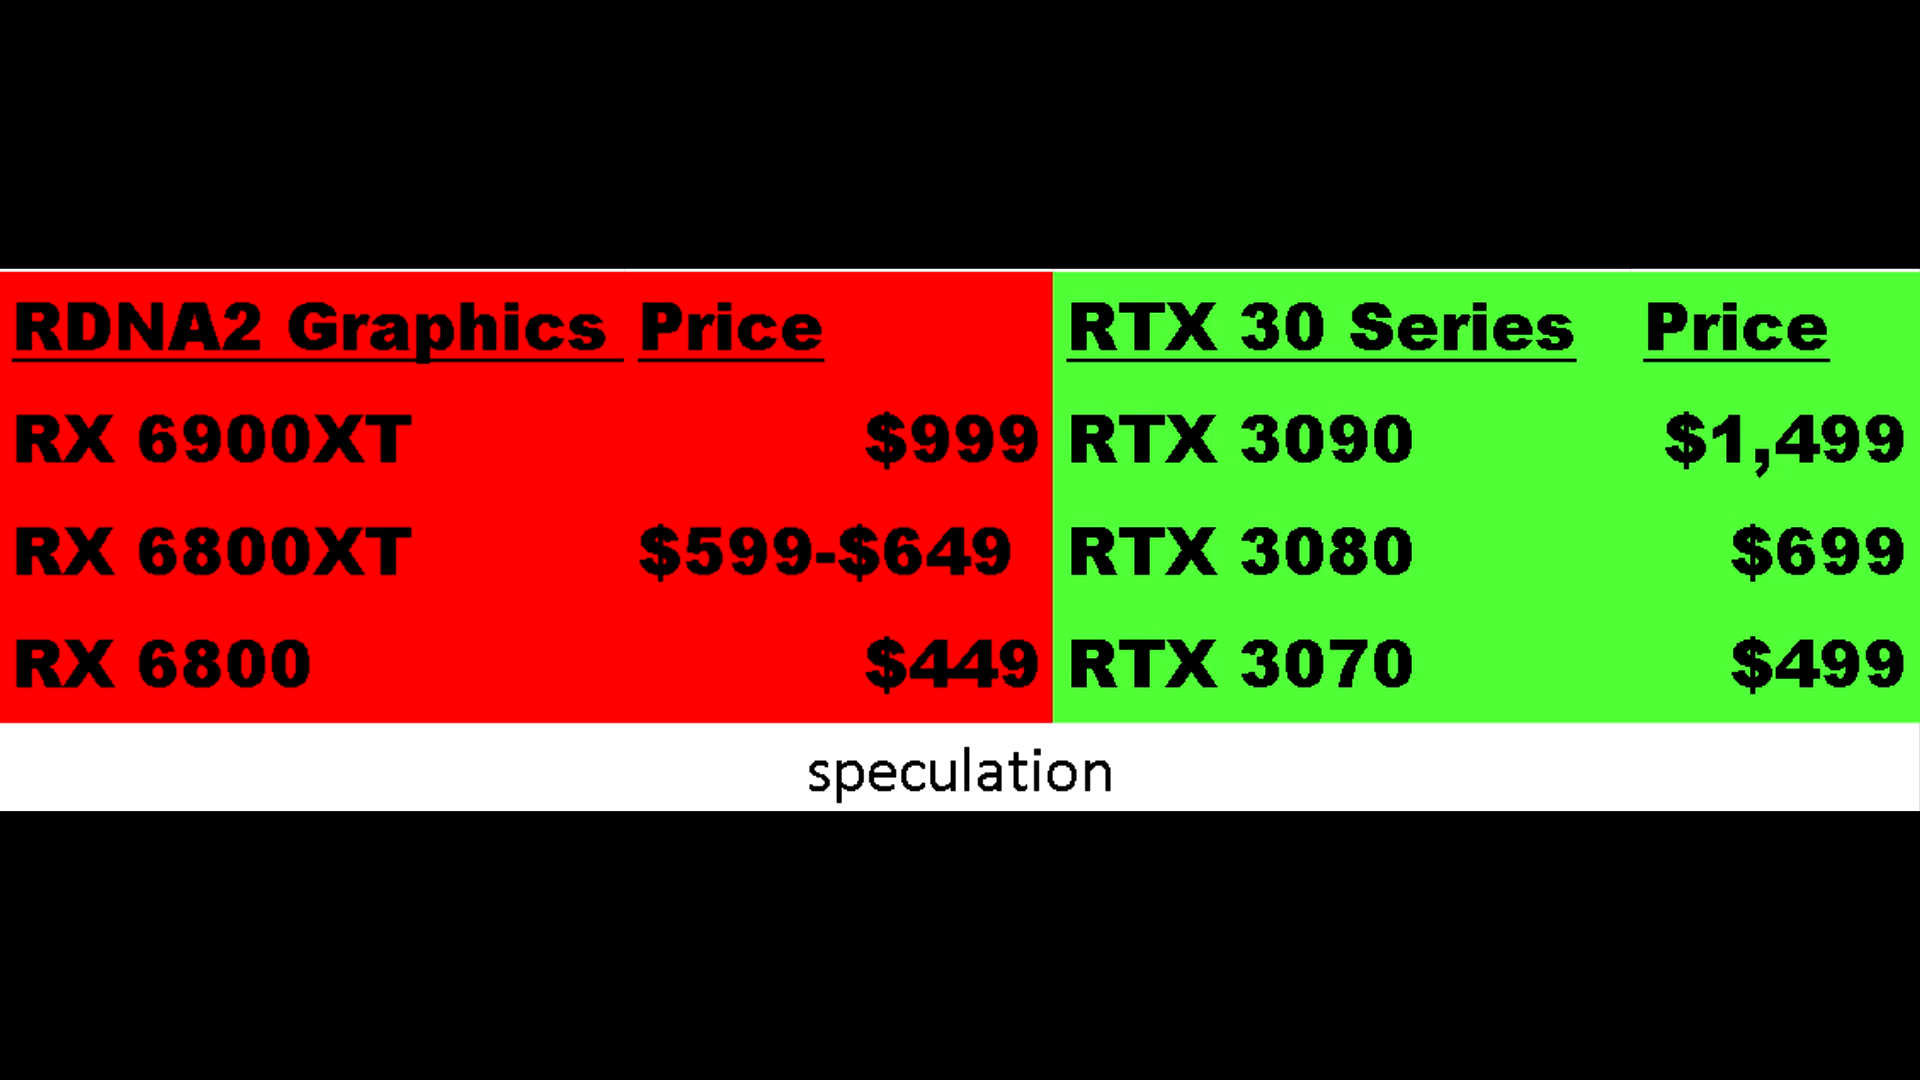 RDNA2 Graphics Price RTX 30 Series Price
RX 6900XT $999 RTX 3090 $1,499
RX 6800XT $599-$649 RTX 3080 $699
RX 6800 $449 RTX 3070 $499
speculation